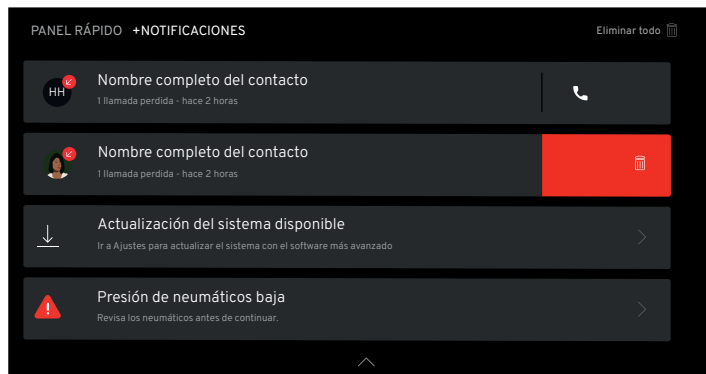 PANEL RÁPIDO +NOTIFICACIONES Eliminar todo
HH
Nombre completo del contacto
1 llamada perdida - hace 2 horas
Nombre completo del contacto
1 llamada perdida - hace 2 horas
Actualización del sistema disponible
Ir a Ajustes para actualizar el sistema con el software más avanzado
Presión de neumáticos baja
Revisa los neumáticos antes de continuar.